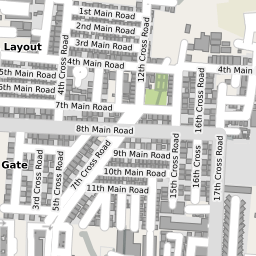 1st Main Road
2nd Main Road
3rd Main Road
Layout
4th Main Road
4th Main
5th Main Road
6th Main Road
4th Cross Road
12th Cross Road
7th Main Road
8th Main Road
16th Cross Road
9th Main Road
10th Main Road
11th Main Road
Gate
3rd Cross Road
5th Cross Road
7th Cross Road
15th Cross Road
16th Cross
17th Cross Road